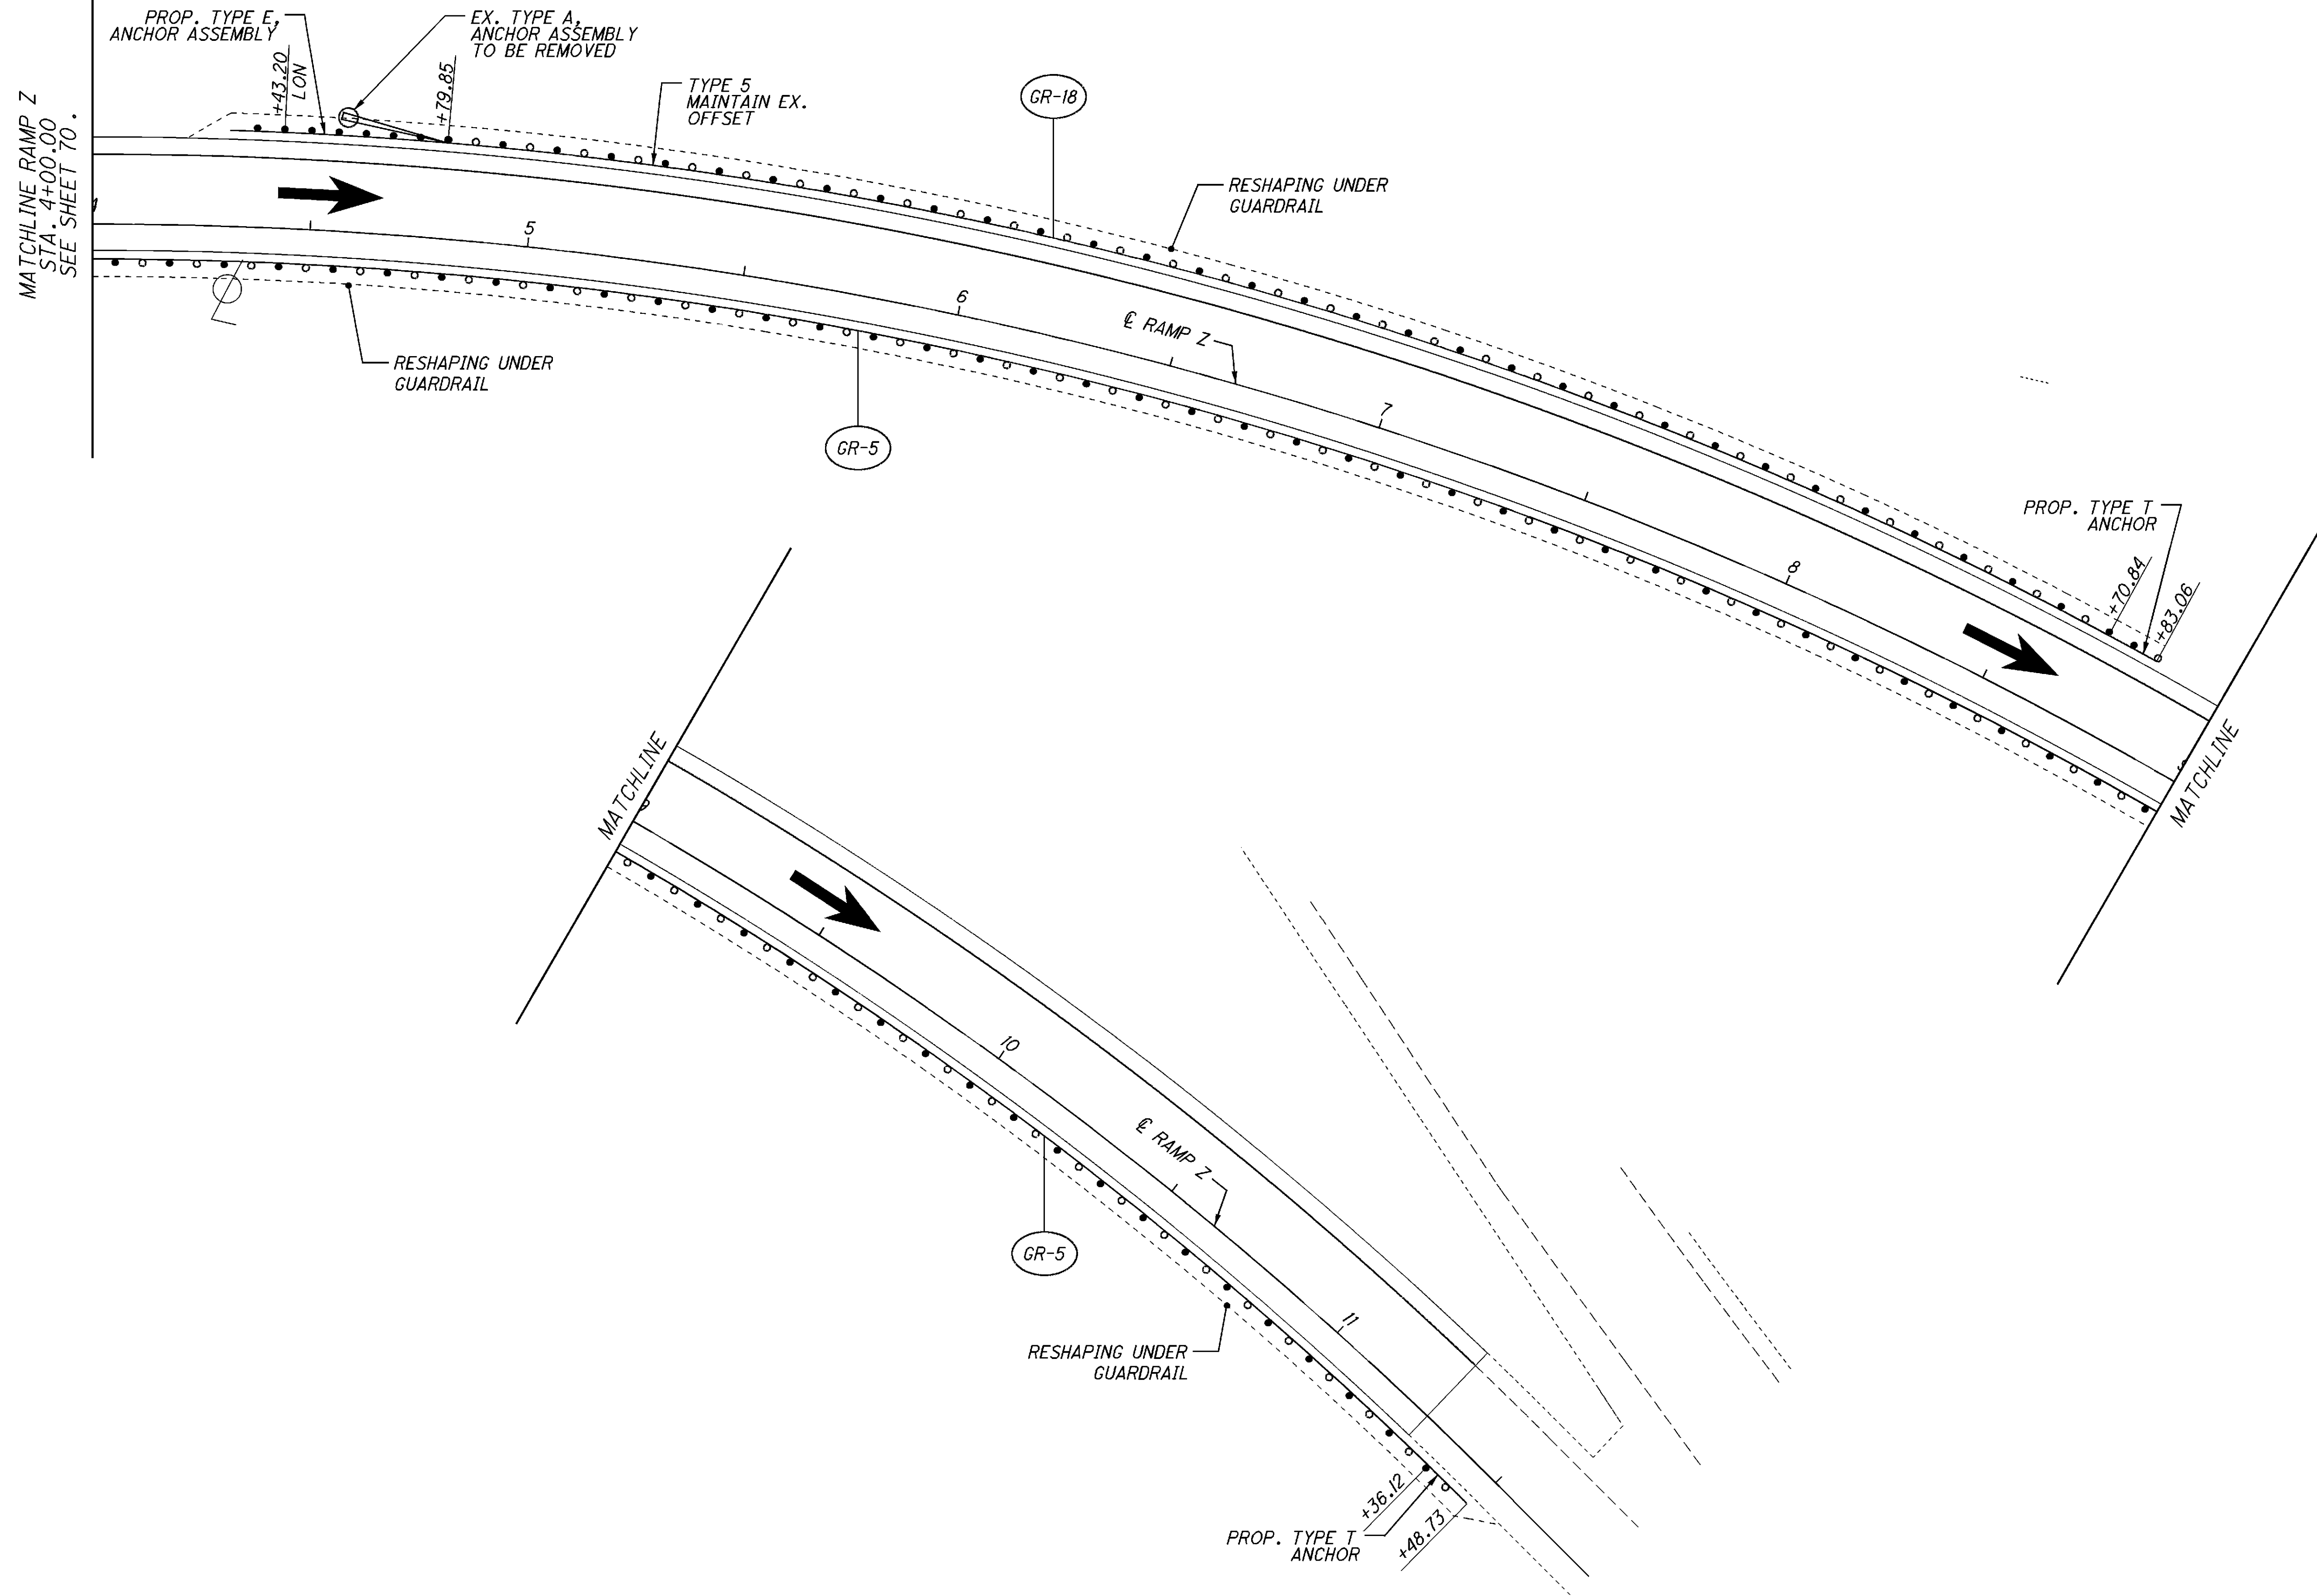 PROP. TYPE E,
ANCHOR ASSEMBLY
EX. TYPE A,
ANCHOR ASSEMBLY
TO BE REMOVED
+43.20
LON
+79.85
TYPE 5
MAINTAIN EX.
OFFSET
GR-18
MATCHLINE RAMP Z
STA. 4+00.00
SEE SHEET 70.
RESHAPING UNDER
GUARDRAIL
5
6
℄ RAMP Z
7
RESHAPING UNDER
GUARDRAIL
GR-5
8
PROP. TYPE T
ANCHOR
+70.84
+83.06
MATCHLINE
MATCHLINE
9
10
℄ RAMP Z
GR-5
11
RESHAPING UNDER
GUARDRAIL
+36.12
+48.73
PROP. TYPE T
ANCHOR